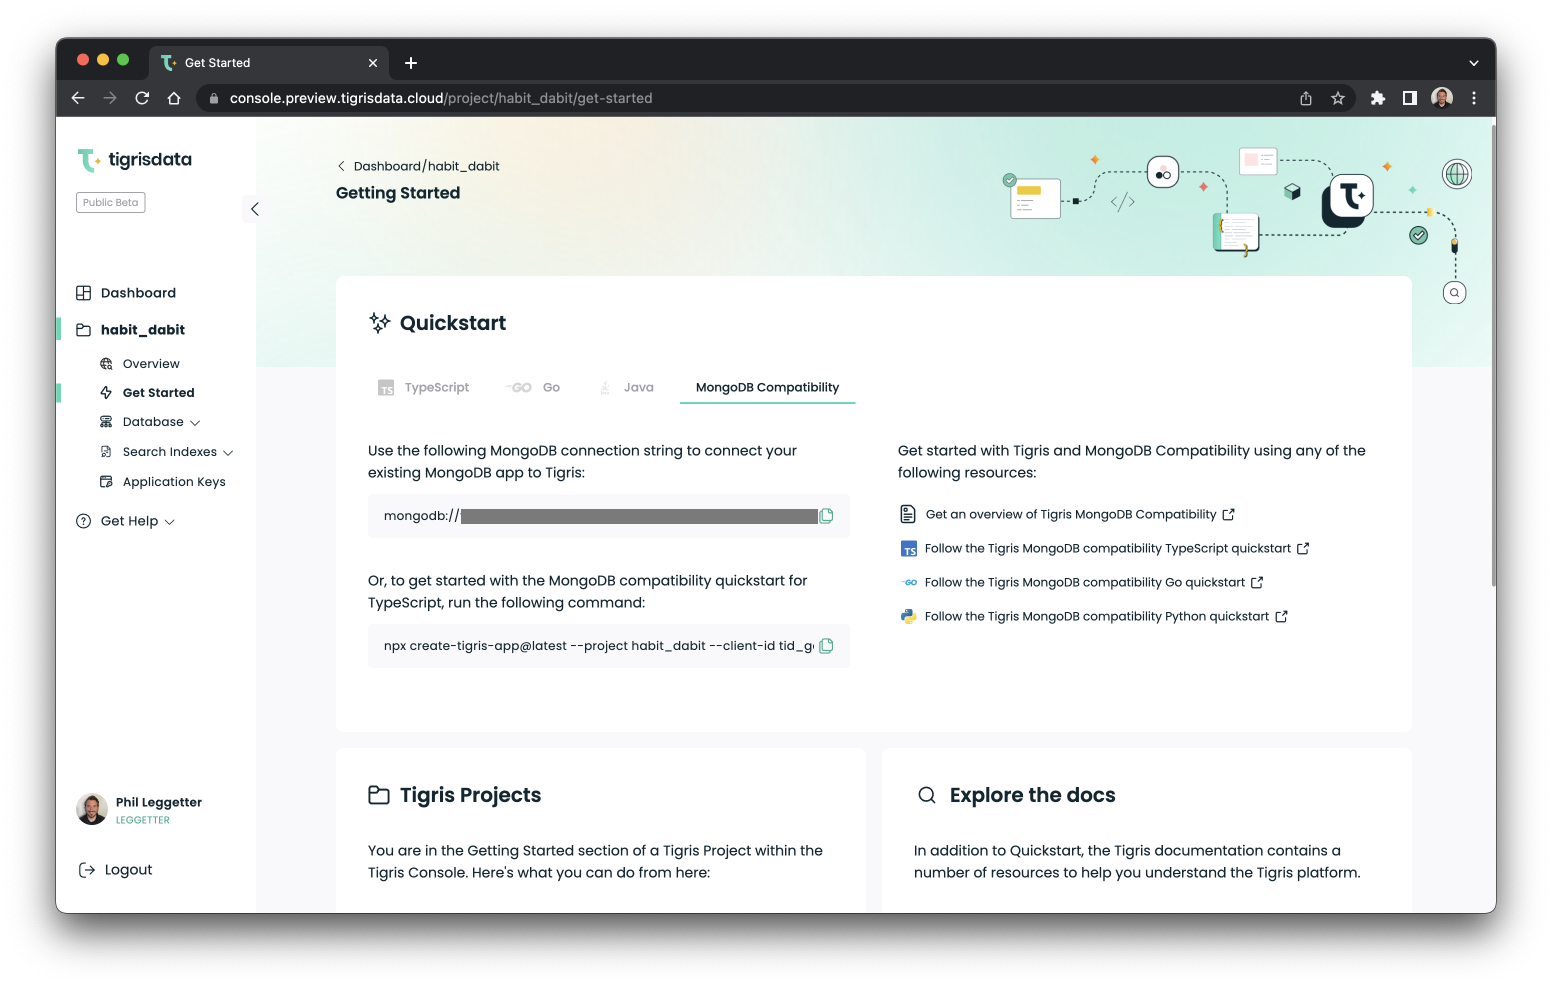 Get Started
console.preview.tigrisdata.cloud/project/habit_dabit/get-started
tigrisdata
Public Beta
Dashboard
habit_dabit
Overview
Get Started
Database
Search Indexes
Application Keys
Get Help
Phil Leggetter
LEGGETTER
Logout
Dashboard/habit_dabit
Getting Started
Quickstart
TypeScript
Go
Java
MongoDB Compatibility
Use the following MongoDB connection string to connect your
existing MongoDB app to Tigris:
mongodb://
Or, to get started with the MongoDB compatibility quickstart for
TypeScript, run the following command:
npx create-tigris-app@latest --project habit_dabit --client-id tid_g
Get started with Tigris and MongoDB Compatibility using any of the
following resources:
Get an overview of Tigris MongoDB Compatibility
TS Follow the Tigris MongoDB compatibility TypeScript quickstart
GO Follow the Tigris MongoDB compatibility Go quickstart
Follow the Tigris MongoDB compatibility Python quickstart
Tigris Projects
You are in the Getting Started section of a Tigris Project within the
Tigris Console. Here's what you can do from here:
Explore the docs
In addition to Quickstart, the Tigris documentation contains a
number of resources to help you understand the Tigris platform.